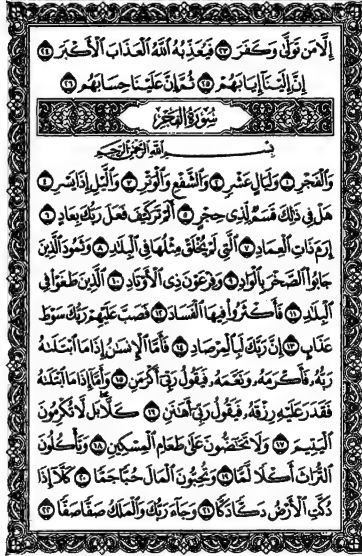 إِلَّا مَن تَوَلَّىٰ وَكَفَرَ ٢٣ فَيُعَذِّبُهُ ٱللَّهُ ٱلْعَذَابَ ٱلْأَكْبَرَ ٢٤
إِنَّ إِلَيْنَآ إِيَابَهُمْ ٢٥ ثُمَّ إِنَّ عَلَيْنَا حِسَابَهُم ٢٦
سُورَةُ الفَجْرِ
بِسْمِ ٱللَّهِ ٱلرَّحْمَٰنِ ٱلرَّحِيمِ
وَٱلْفَجْرِ ١ وَلَيَالٍ عَشْرٍ ٢ وَٱلشَّفْعِ وَٱلْوَتْرِ ٣ وَٱلَّيْلِ إِذَا يَسْرِ ٤
هَلْ فِى ذَٰلِكَ قَسَمٌ لِّذِى حِجْرٍ ٥ أَلَمْ تَرَ كَيْفَ فَعَلَ رَبُّكَ بِعَادٍ ٦
إِرَمَ ذَاتِ ٱلْعِمَادِ ٧ ٱلَّتِى لَمْ يُخْلَقْ مِثْلُهَا فِى ٱلْبِلَٰدِ ٨ وَثَمُودَ ٱلَّذِينَ
جَابُوا۟ ٱلصَّخْرَ بِٱلْوَادِ ٩ وَفِرْعَوْنَ ذِى ٱلْأَوْتَادِ ١٠ ٱلَّذِينَ طَغَوْا۟ فِى
ٱلْبِلَٰدِ ١١ فَأَكْثَرُوا۟ فِيهَا ٱلْفَسَادَ ١٢ فَصَبَّ عَلَيْهِمْ رَبُّكَ سَوْطَ
عَذَابٍ ١٣ إِنَّ رَبَّكَ لَبِٱلْمِرْصَادِ ١٤ فَأَمَّا ٱلْإِنسَٰنُ إِذَا مَا ٱبْتَلَىٰهُ
رَبُّهُۥ فَأَكْرَمَهُۥ وَنَعَّمَهُۥ فَيَقُولُ رَبِّىٓ أَكْرَمَنِ ١٥ وَأَمَّآ إِذَا مَا ٱبْتَلَىٰهُ
فَقَدَرَ عَلَيْهِ رِزْقَهُۥ فَيَقُولُ رَبِّىٓ أَهَٰنَنِ ١٦ كَلَّا بَل لَّا تُكْرِمُونَ
ٱلْيَتِيمَ ١٧ وَلَا تَحَٰٓضُّونَ عَلَىٰ طَعَامِ ٱلْمِسْكِينِ ١٨ وَتَأْكُلُونَ
ٱلتُّرَاثَ أَكْلًا لَّمًّا ١٩ وَتُحِبُّونَ ٱلْمَالَ حُبًّا جَمًّا ٢٠ كَلَّآ إِذَا
دُكَّتِ ٱلْأَرْضُ دَكًّا دَكًّا ٢١ وَجَآءَ رَبُّكَ وَٱلْمَلَكُ صَفًّا صَفًّا ٢٢